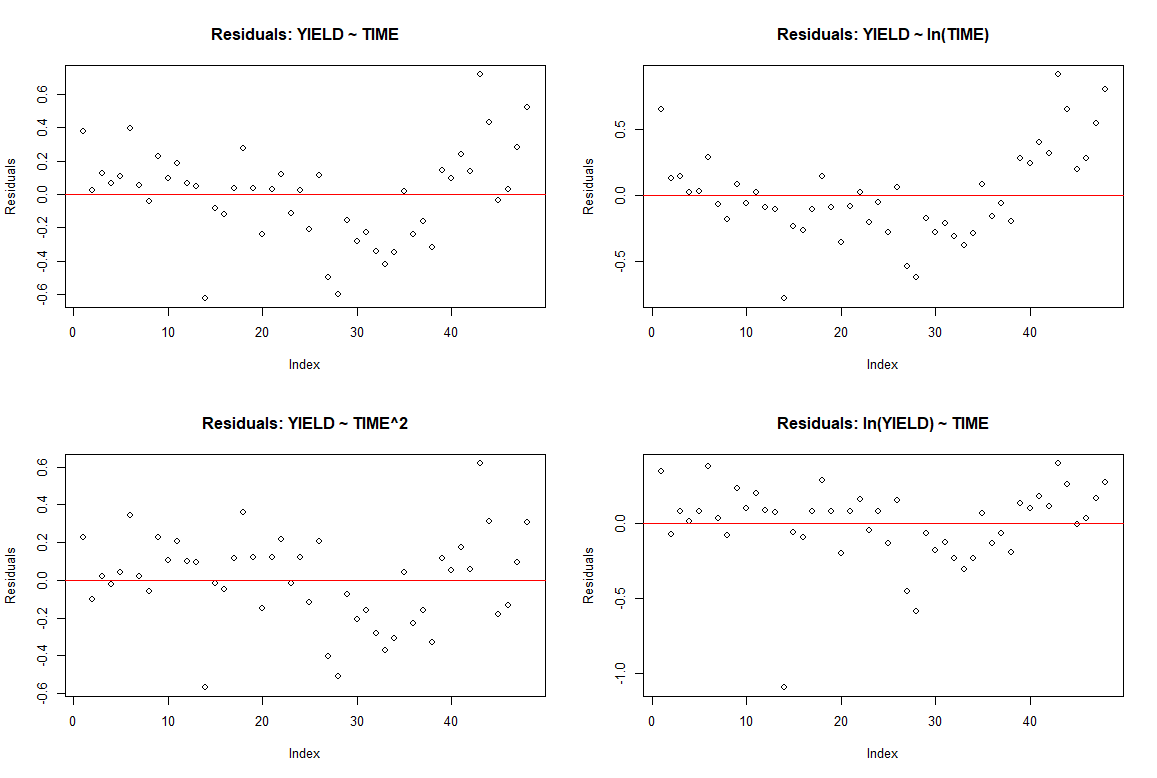 Residuals: YIELD ~ TIME
Residuals
0.6
0.4
0.2
0.0
-0.2
-0.4
-0.6
0 10 20 30 40
Index
Residuals: YIELD ~ ln(TIME)
Residuals
0.5
0.0
-0.5
0 10 20 30 40
Index
Residuals: YIELD ~ TIME^2
Residuals
0.6
0.4
0.2
0.0
-0.2
-0.4
-0.6
0 10 20 30 40
Index
Residuals: ln(YIELD) ~ TIME
Residuals
0.0
-0.5
-1.0
0 10 20 30 40
Index